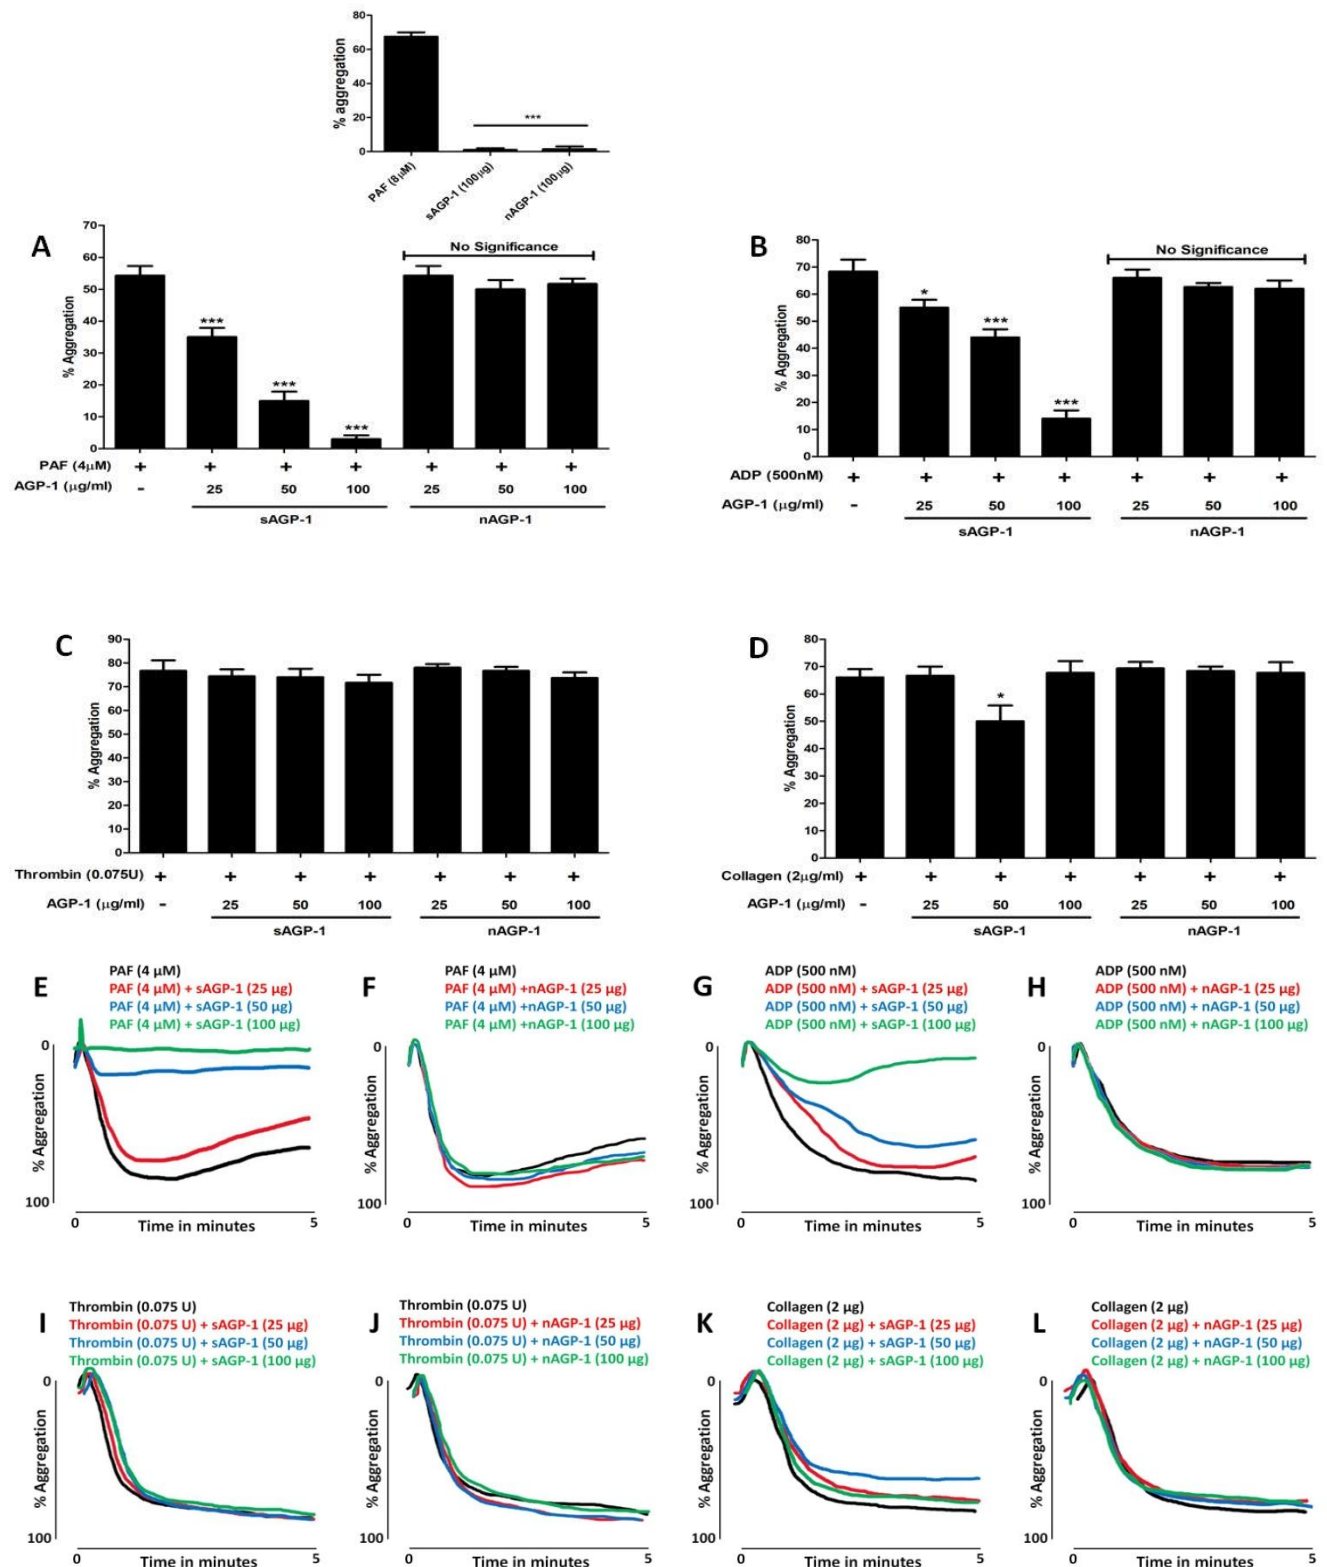 80
60
40
20
0
% aggregation
***
PAF (8μM)
sAGP-1 (100μg)
nAGP-1 (100μg)
A
70
60
50
40
30
20
10
0
% Aggregation
***
***
***
No Significance
PAF (4μM) + + + + + + +
AGP-1 (μg/ml) - 25 50 100 25 50 100
sAGP-1 nAGP-1
B
80
70
60
50
40
30
20
10
0
% Aggregation
*
***
***
No Significance
ADP (500nM) + + + + + + +
AGP-1 (μg/ml) - 25 50 100 25 50 100
sAGP-1 nAGP-1
C
90
80
70
60
50
40
30
20
10
0
% Aggregation
Thrombin (0.075U) + + + + + + +
AGP-1 (μg/ml) - 25 50 100 25 50 100
sAGP-1 nAGP-1
D
80
70
60
50
40
30
20
10
0
% Aggregation
*
Collagen (2μg/ml) + + + + + + +
AGP-1 (μg/ml) - 25 50 100 25 50 100
sAGP-1 nAGP-1
E
PAF (4 μM)
PAF (4 μM) + sAGP-1 (25 μg)
PAF (4 μM) + sAGP-1 (50 μg)
PAF (4 μM) + sAGP-1 (100 μg)
0
% Aggregation
100
0 Time in minutes 5
F
PAF (4 μM)
PAF (4 μM) +nAGP-1 (25 μg)
PAF (4 μM) +nAGP-1 (50 μg)
PAF (4 μM) +nAGP-1 (100 μg)
0
% Aggregation
100
0 Time in minutes 5
G
ADP (500 nM)
ADP (500 nM) + sAGP-1 (25 μg)
ADP (500 nM) + sAGP-1 (50 μg)
ADP (500 nM) + sAGP-1 (100 μg)
0
% Aggregation
100
0 Time in minutes 5
H
ADP (500 nM)
ADP (500 nM) + nAGP-1 (25 μg)
ADP (500 nM) + nAGP-1 (50 μg)
ADP (500 nM) + nAGP-1 (100 μg)
0
% Aggregation
100
0 Time in minutes 5
I
Thrombin (0.075 U)
Thrombin (0.075 U) + sAGP-1 (25 μg)
Thrombin (0.075 U) + sAGP-1 (50 μg)
Thrombin (0.075 U) + sAGP-1 (100 μg)
0
% Aggregation
100
0 Time in minutes 5
J
Thrombin (0.075 U)
Thrombin (0.075 U) + nAGP-1 (25 μg)
Thrombin (0.075 U) + nAGP-1 (50 μg)
Thrombin (0.075 U) + nAGP-1 (100 μg)
0
% Aggregation
100
0 Time in minutes 5
K
Collagen (2 μg)
Collagen (2 μg) + sAGP-1 (25 μg)
Collagen (2 μg) + sAGP-1 (50 μg)
Collagen (2 μg) + sAGP-1 (100 μg)
0
% Aggregation
100
0 Time in minutes 5
L
Collagen (2 μg)
Collagen (2 μg) + nAGP-1 (25 μg)
Collagen (2 μg) + nAGP-1 (50 μg)
Collagen (2 μg) + nAGP-1 (100 μg)
0
% Aggregation
100
0 Time in minutes 5